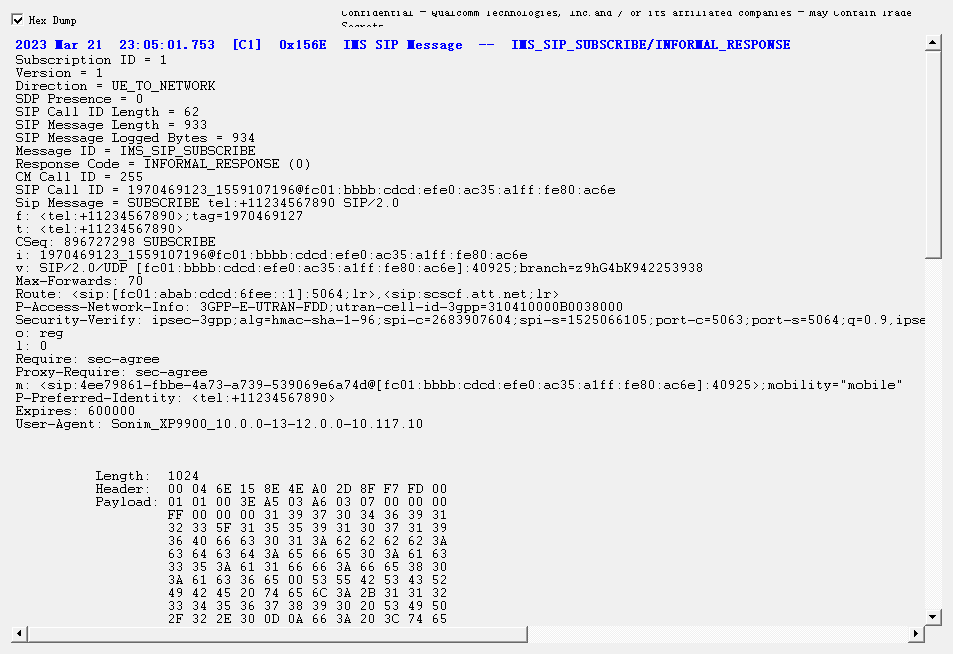 Hex Dump
Confidential - Qualcomm Technologies, Inc.and / or its affiliated companies - May Contain Trade
Secrets
2023 Mar 21  23:05:01.753  [C1]  0x156E  IMS SIP Message  --  IMS_SIP_SUBSCRIBE/INFORMAL_RESPONSE
Subscription ID = 1
Version = 1
Direction = UE_TO_NETWORK
SDP Presence = 0
SIP Call ID Length = 62
SIP Message Length = 933
SIP Message Logged Bytes = 934
Message ID = IMS_SIP_SUBSCRIBE
Response Code = INFORMAL_RESPONSE (0)
CM Call ID = 255
SIP Call ID = 1970469123_1559107196@fc01:bbbb:cdcd:efe0:ac35:a1ff:fe80:ac6e
Sip Message = SUBSCRIBE tel:+11234567890 SIP/2.0
f: <tel:+11234567890>;tag=1970469127
t: <tel:+11234567890>
CSeq: 896727298 SUBSCRIBE
i: 1970469123_1559107196@fc01:bbbb:cdcd:efe0:ac35:a1ff:fe80:ac6e
v: SIP/2.0/UDP [fc01:bbbb:cdcd:efe0:ac35:a1ff:fe80:ac6e]:40925;branch=z9hG4bK942253938
Max-Forwards: 70
Route: <sip:[fc01:abab:cdcd:6fee::1]:5064;lr>,<sip:scscf.att.net;lr>
P-Access-Network-Info: 3GPP-E-UTRAN-FDD;utran-cell-id-3gpp=310410000B0038000
Security-Verify: ipsec-3gpp;alg=hmac-sha-1-96;spi-c=2683907604;spi-s=1525066105;port-c=5063;port-s=5064;q=0.9,ipse
o: reg
l: 0
Require: sec-agree
Proxy-Require: sec-agree
m: <sip:4ee79861-fbbe-4a73-a739-539069e6a74d@[fc01:bbbb:cdcd:efe0:ac35:a1ff:fe80:ac6e]:40925>;mobility="mobile"
P-Preferred-Identity: <tel:+11234567890>
Expires: 600000
User-Agent: Sonim_XP9900_10.0.0-13-12.0.0-10.117.10
Length:  1024
Header:  00 04 6E 15 8E 4E A0 2D 8F F7 FD 00
Payload: 01 01 00 3E A5 03 A6 03 07 00 00 00
FF 00 00 00 31 39 37 30 34 36 39 31
32 33 5F 31 35 35 39 31 30 37 31 39
36 40 66 63 30 31 3A 62 62 62 62 3A
63 64 63 64 3A 65 66 65 30 3A 61 63
33 35 3A 61 31 66 66 3A 66 65 38 30
3A 61 63 36 65 00 53 55 42 53 43 52
49 42 45 20 74 65 6C 3A 2B 31 31 32
33 34 35 36 37 38 39 30 20 53 49 50
2F 32 2E 30 0D 0A 66 3A 20 3C 74 65